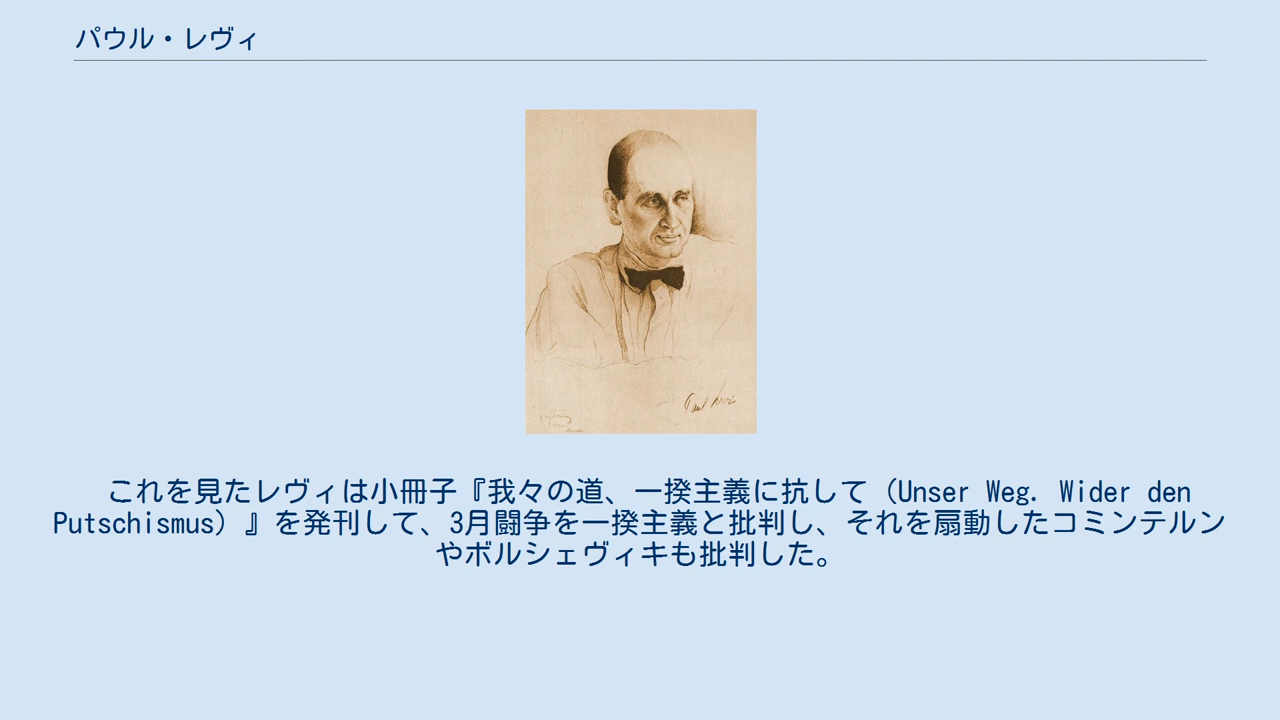 パウル・レヴィ
Paul Levi
これを見たレヴィは小冊子『我々の道、一揆主義に抗して（Unser Weg. Wider den
Putschismus）』を発刊して、3月闘争を一揆主義と批判し、それを扇動したコミンテルン
やボルシェヴィキも批判した。